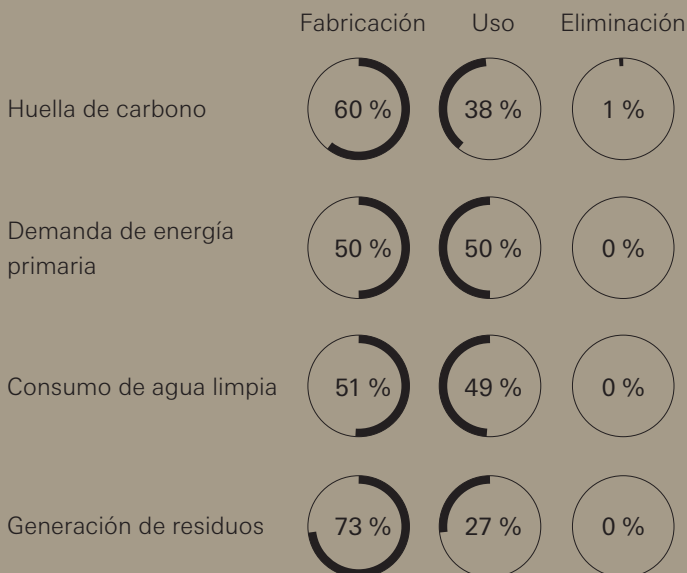 Fabricación Uso Eliminación
Huella de carbono 60 % 38 % 1 %
Demanda de energía
primaria 50 % 50 % 0 %
Consumo de agua limpia 51 % 49 % 0 %
Generación de residuos 73 % 27 % 0 %